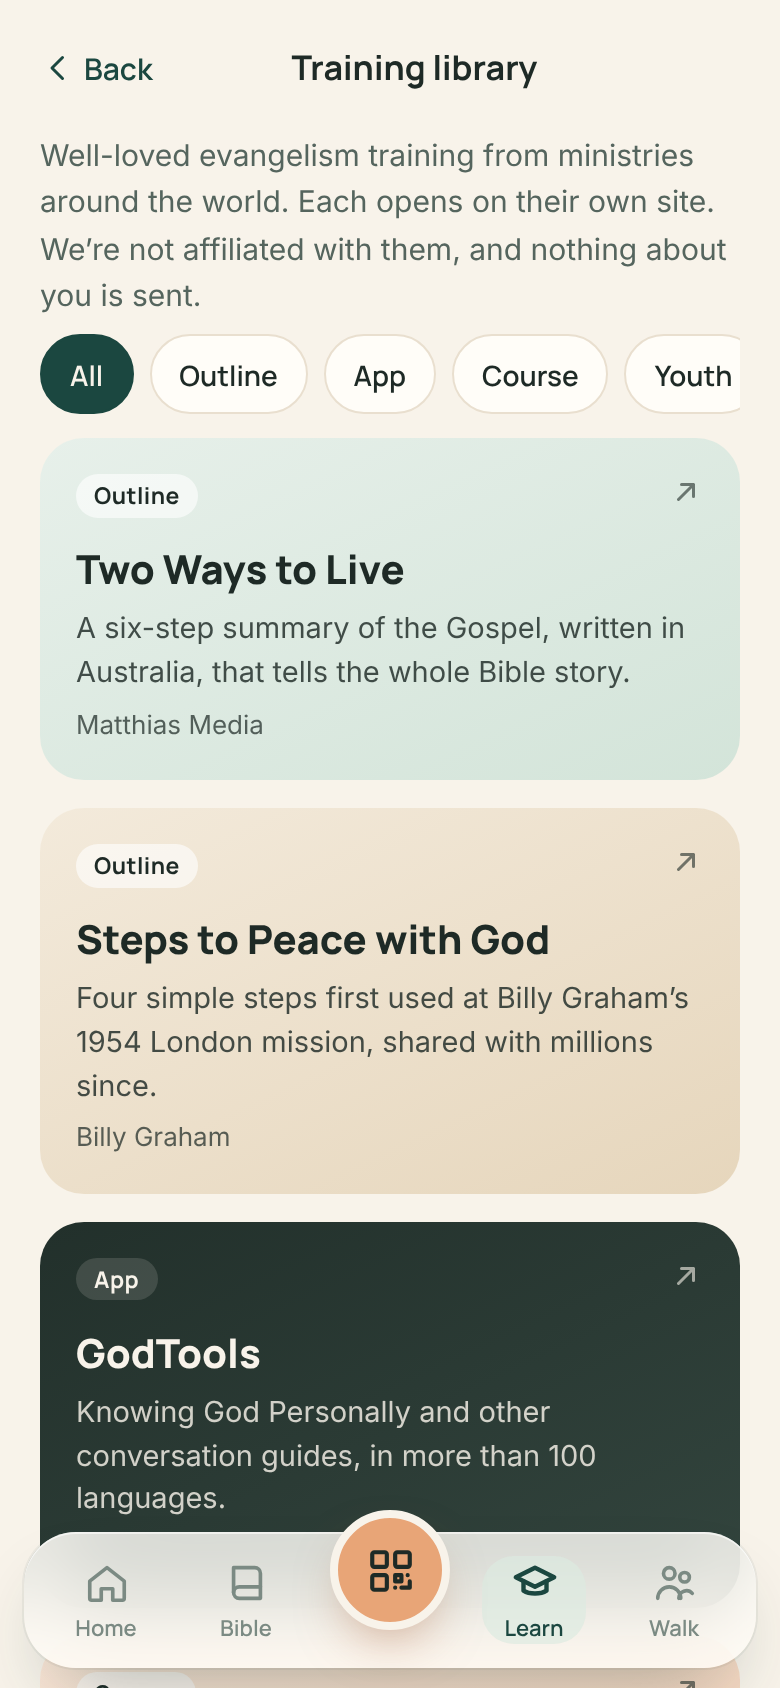 Back
Training library
Well-loved evangelism training from ministries
around the world. Each opens on their own site.
We’re not affiliated with them, and nothing about
you is sent.
All
Outline
App
Course
Youth
Outline
Two Ways to Live
A six-step summary of the Gospel, written in
Australia, that tells the whole Bible story.
Matthias Media
Outline
Steps to Peace with God
Four simple steps first used at Billy Graham’s
1954 London mission, shared with millions
since.
Billy Graham
App
GodTools
Knowing God Personally and other
conversation guides, in more than 100
languages.
Home
Bible
Learn
Walk